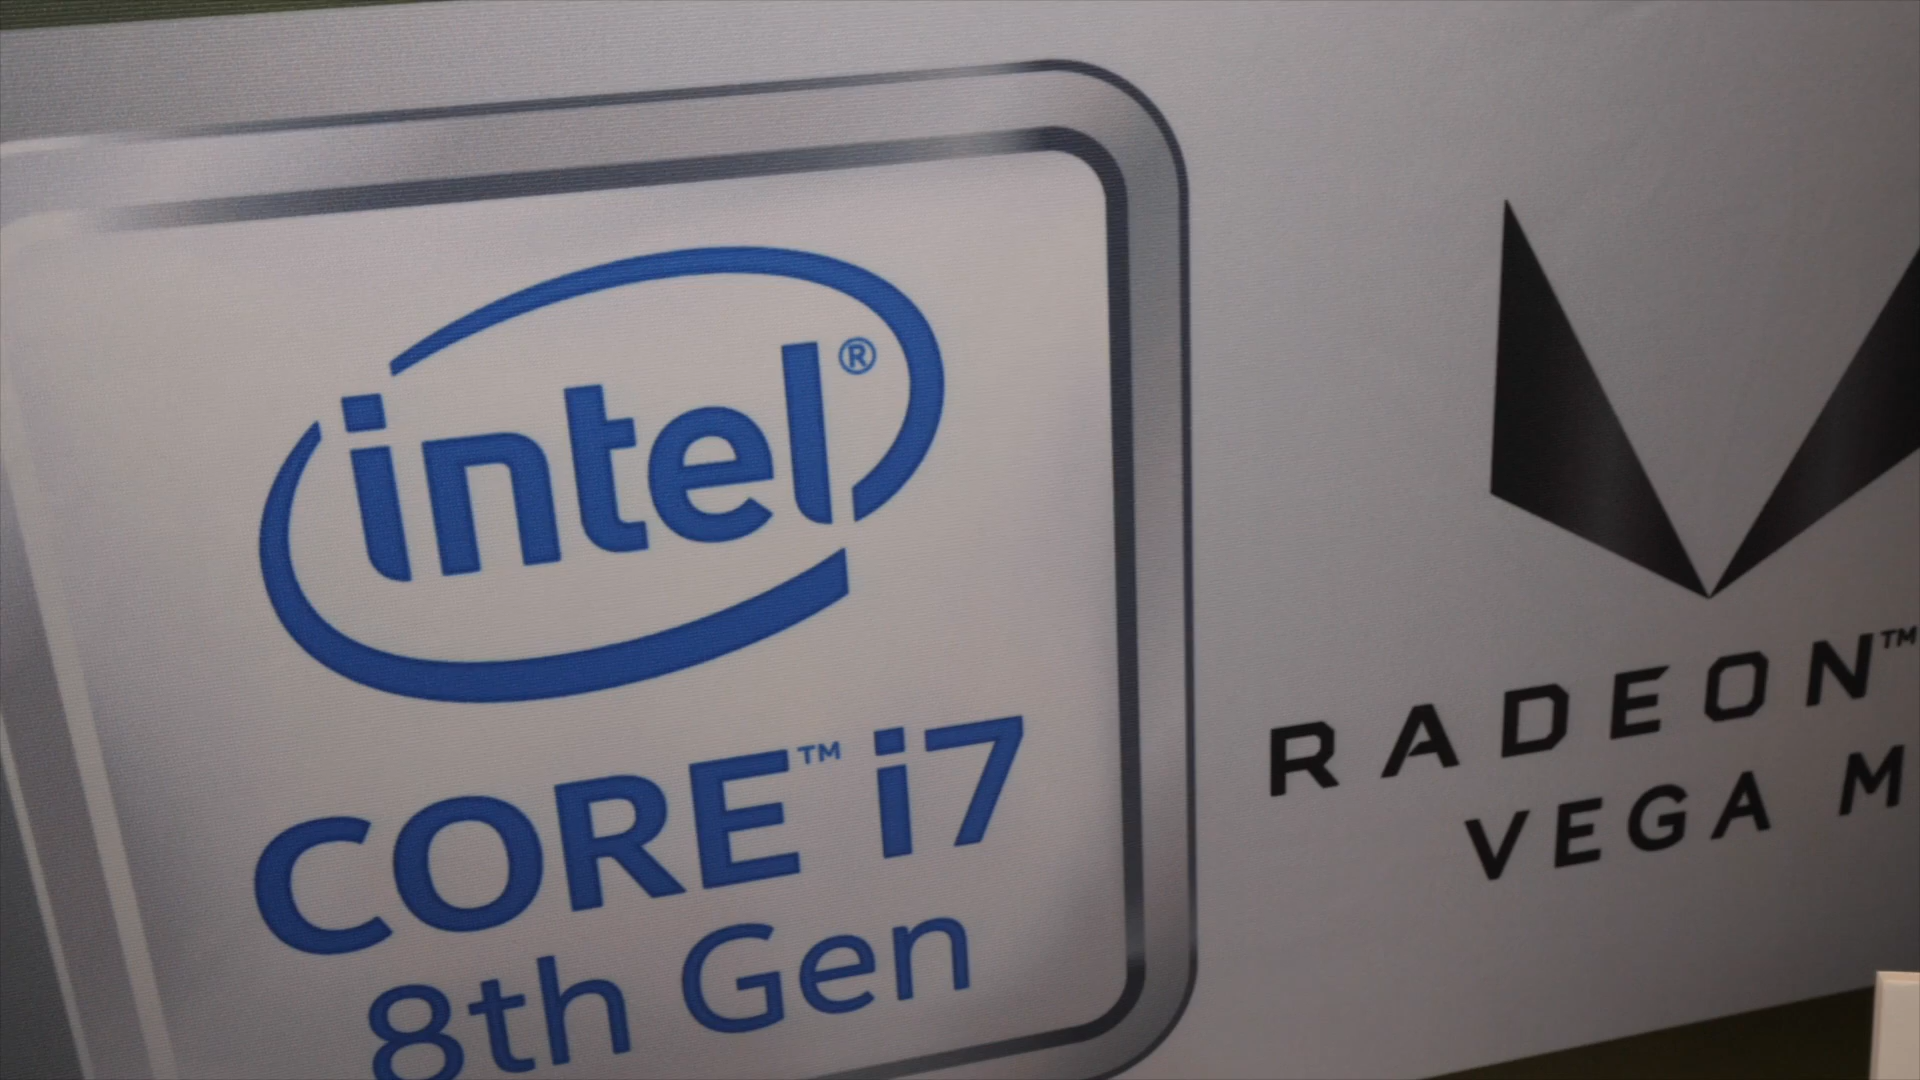 intel®
CORE™ i7
8th Gen
RADEON™
VEGA M